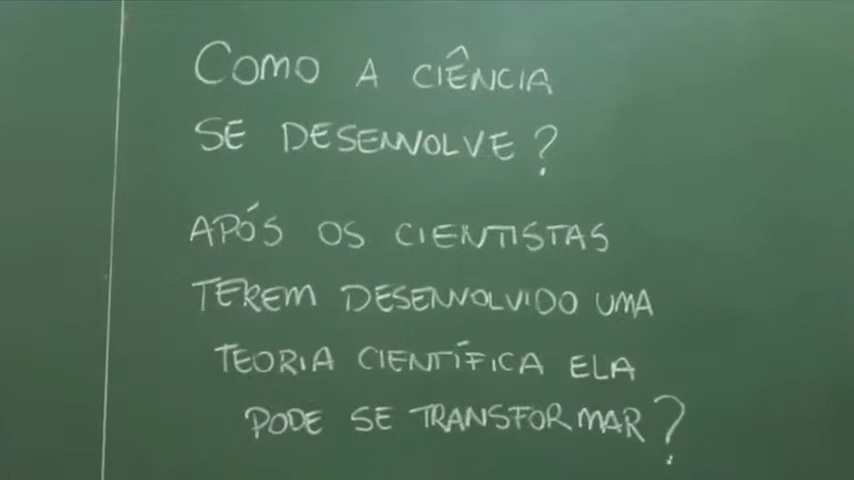 COMO A CIÊNCIA
SE DESENVOLVE?
APÓS OS CIENTISTAS
TEREM DESENVOLVIDO UMA
TEORIA CIENTÍFICA ELA
PODE SE TRANSFORMAR?